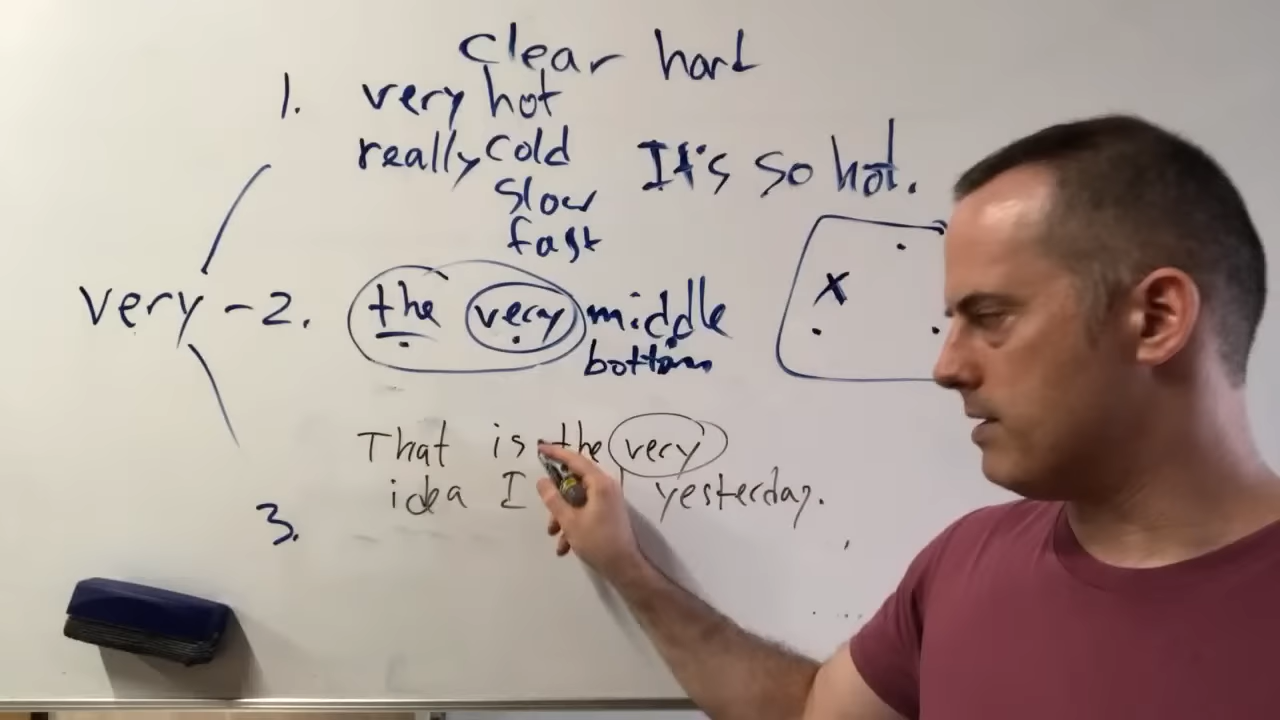 clear hard
1. very hot
really cold
It's so hot.
slow
fast
very - 2. the very middle
bottom
X
That is the very
idea I yesterday.
3.